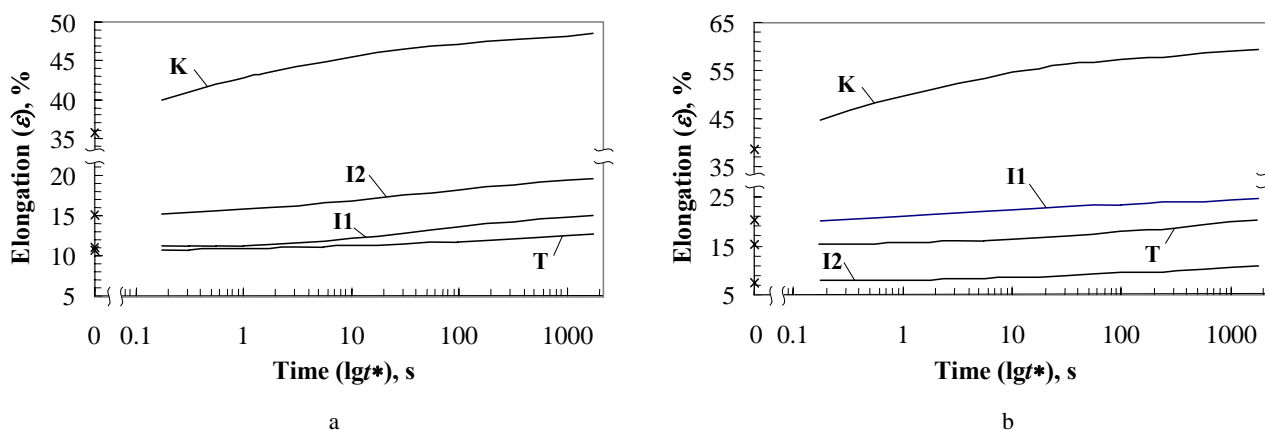 Elongation (ε), %
50
45
40
35
20
15
10
5
K
I2
I1
T
0 0.1 1 10 100 1000
Time (lgt*), s
a
Elongation (ε), %
65
55
45
35
25
15
5
K
I1
T
I2
0 0.1 1 10 100 1000
Time (lgt*), s
b